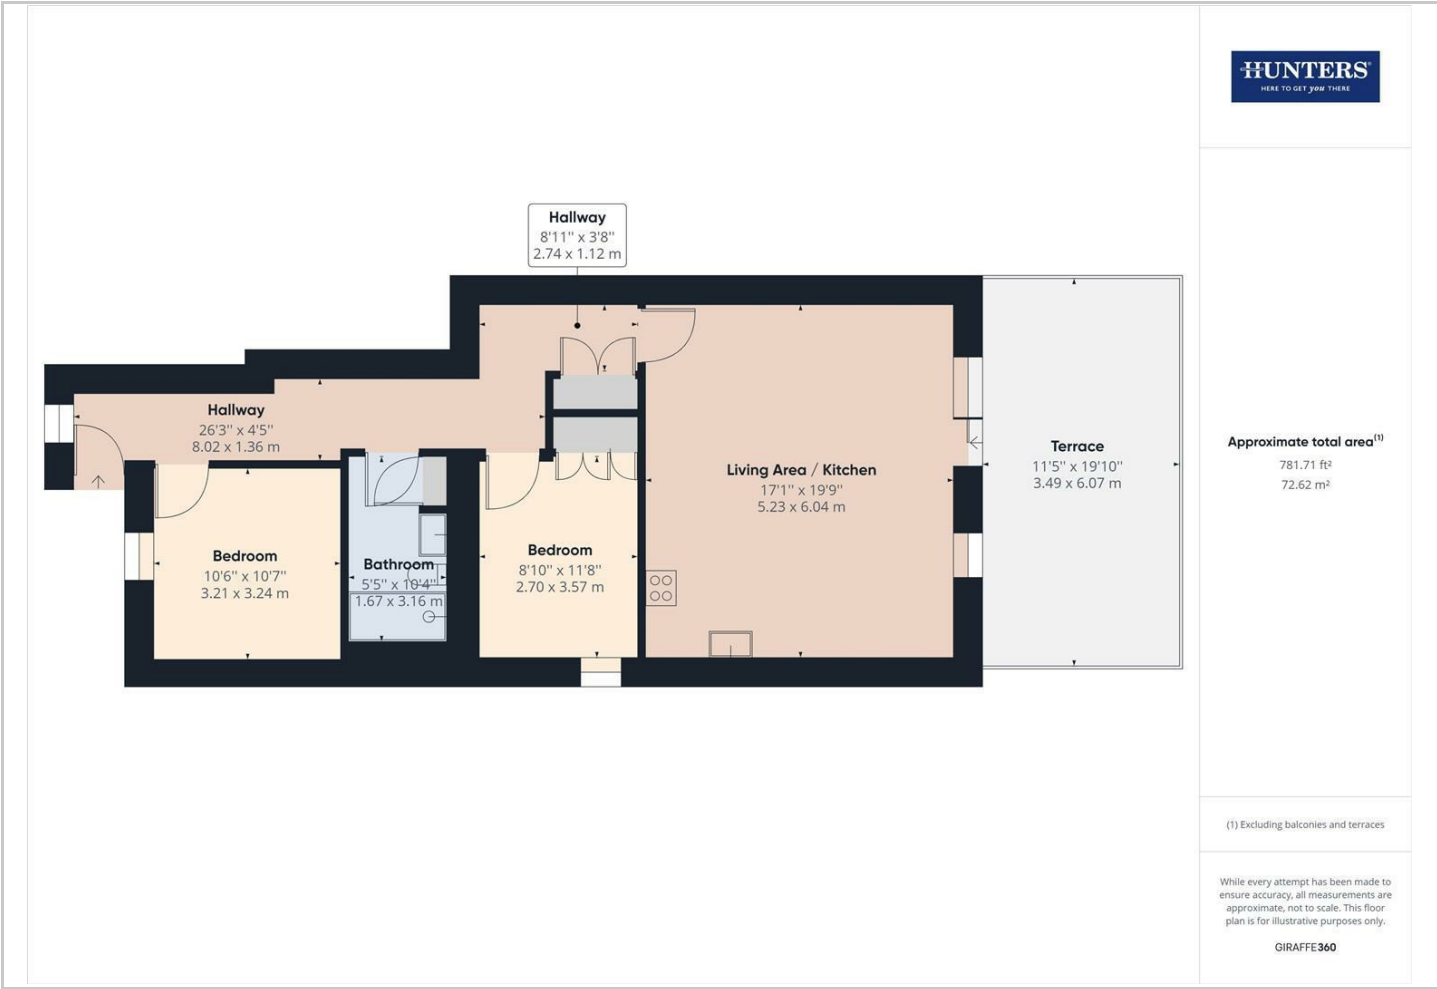 HUNTERS®
HERE TO GET you THERE
Hallway
8'11" x 3'8"
2.74 x 1.12 m
Hallway
26'3" x 4'5"
8.02 x 1.36 m
Living Area / Kitchen
17'1" x 19'9"
5.23 x 6.04 m
Terrace
11'5" x 19'10"
3.49 x 6.07 m
Bedroom
10'6" x 10'7"
3.21 x 3.24 m
Bathroom
5'5" x 10'4"
1.67 x 3.16 m
Bedroom
8'10" x 11'8"
2.70 x 3.57 m
Approximate total area(1)
781.71 ft²
72.62 m²
(1) Excluding balconies and terraces
While every attempt has been made to
ensure accuracy, all measurements are
approximate, not to scale. This floor
plan is for illustrative purposes only.
GIRAFFE360